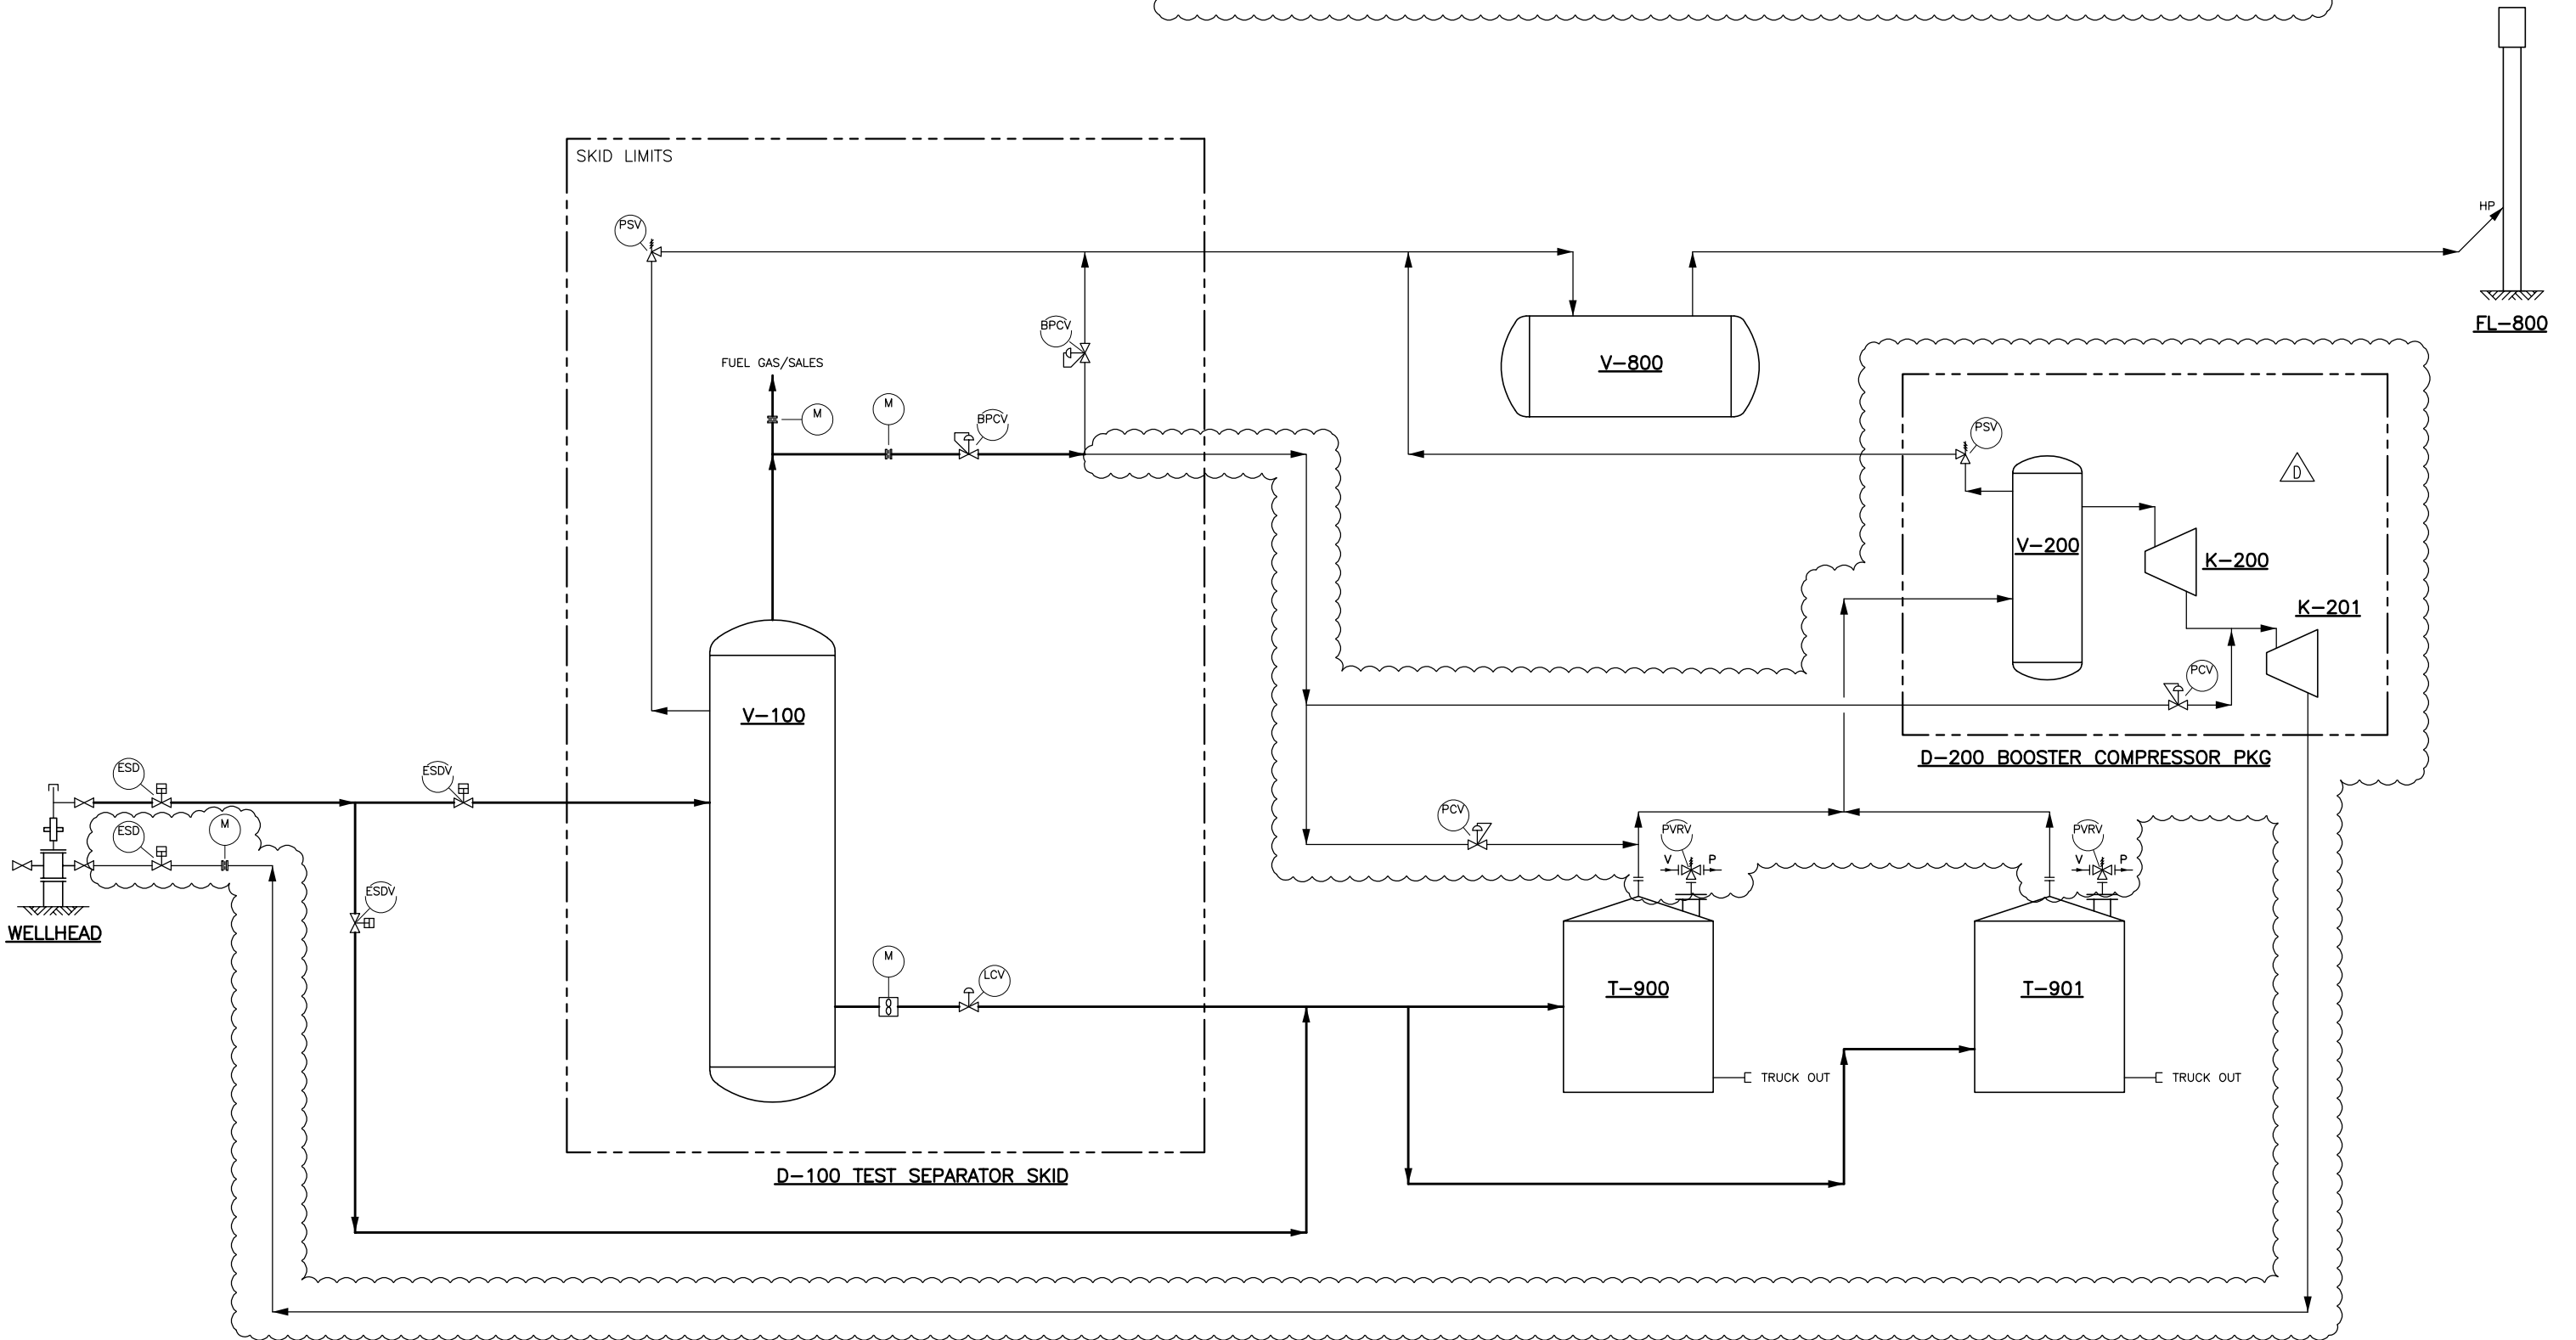 HP
FL-800
SKID LIMITS
PSV
BPCV
FUEL GAS/SALES
M
M
BPCV
V-800
PSV
D
V-200
K-200
K-201
PCV
V-100
D-200 BOOSTER COMPRESSOR PKG
ESD
ESDV
ESD
M
PCV
PVRV
V
P
PVRV
V
P
ESDV
WELLHEAD
M
LCV
T-900
T-901
TRUCK OUT
TRUCK OUT
D-100 TEST SEPARATOR SKID